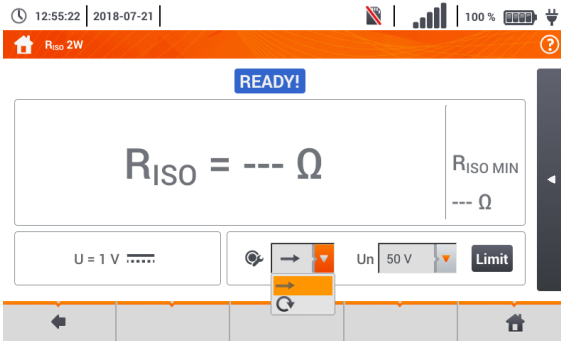 12:55:22 2018-07-21 100 %
RISO 2W ?
READY!
RISO = --- Ω
RISO MIN
--- Ω
U = 1 V
Un 50 V Limit